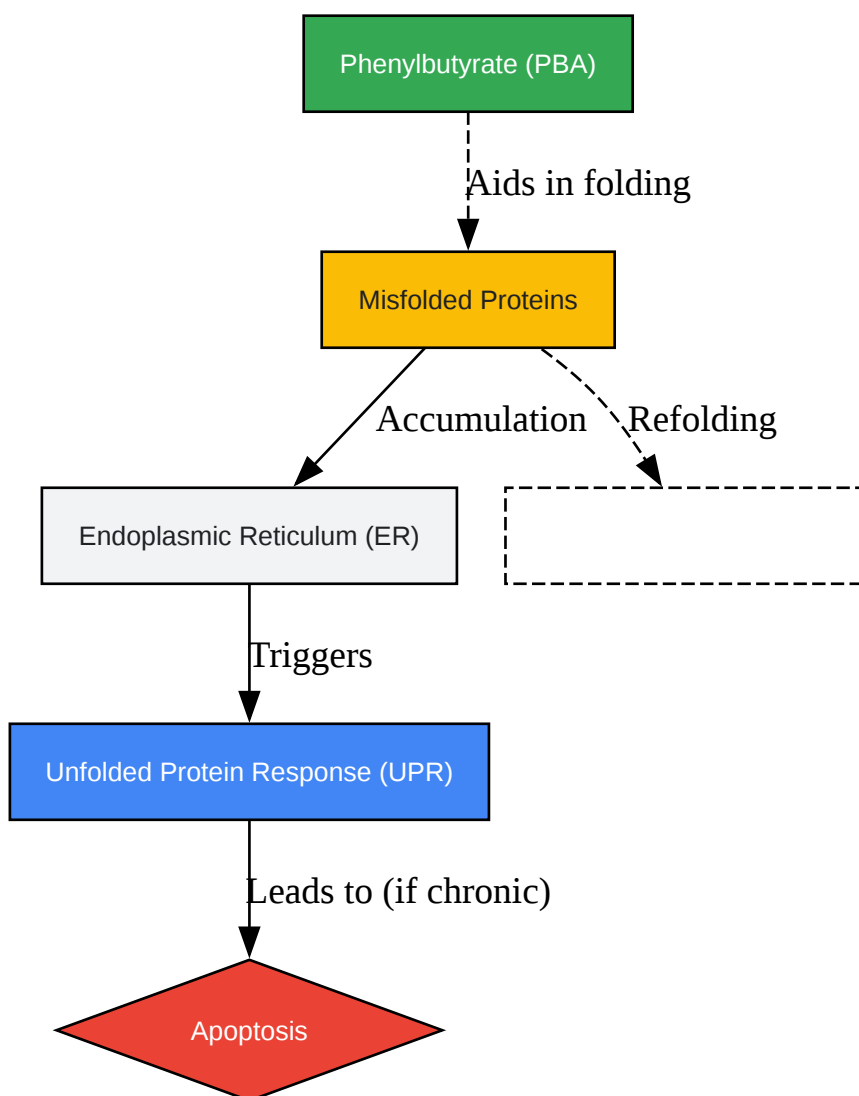 Phenylbutyrate (PBA)
Aids in folding
Misfolded Proteins
Accumulation
Refolding
Endoplasmic Reticulum (ER)
Triggers
Unfolded Protein Response (UPR)
Leads to (if chronic)
Apoptosis